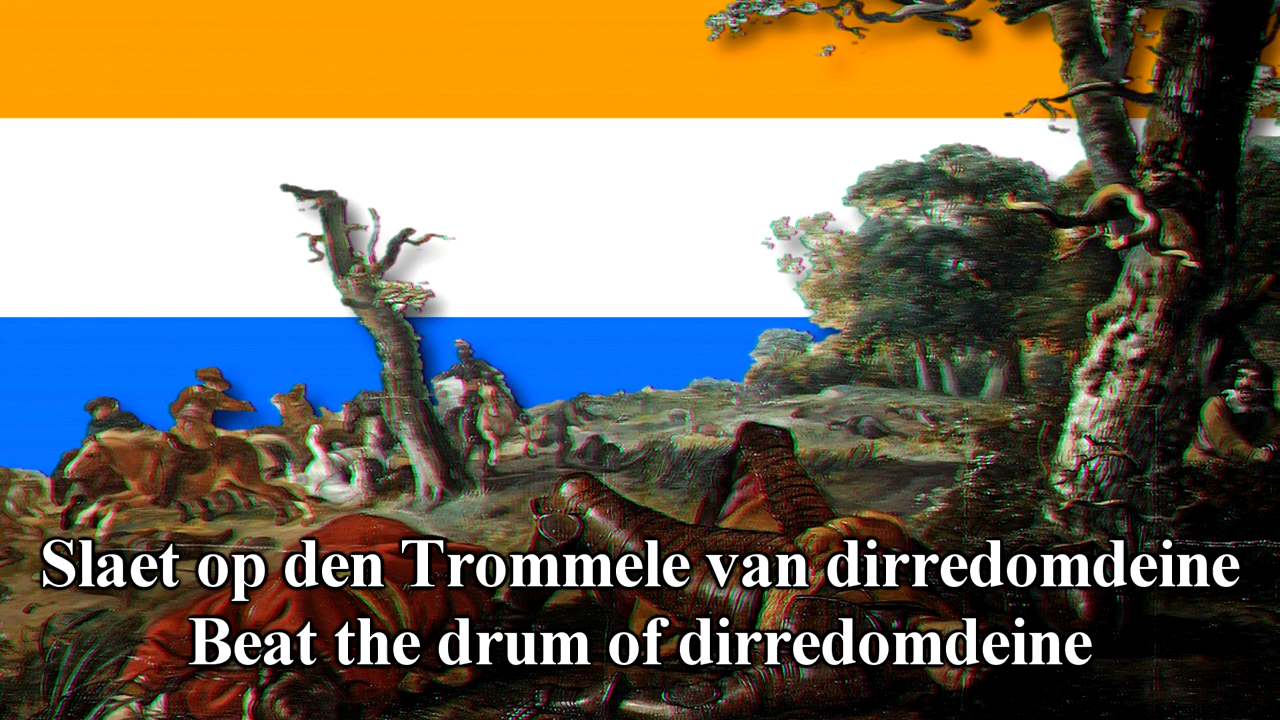 Slaet op den Trommele van dirredomdeine
Beat the drum of dirredomdeine